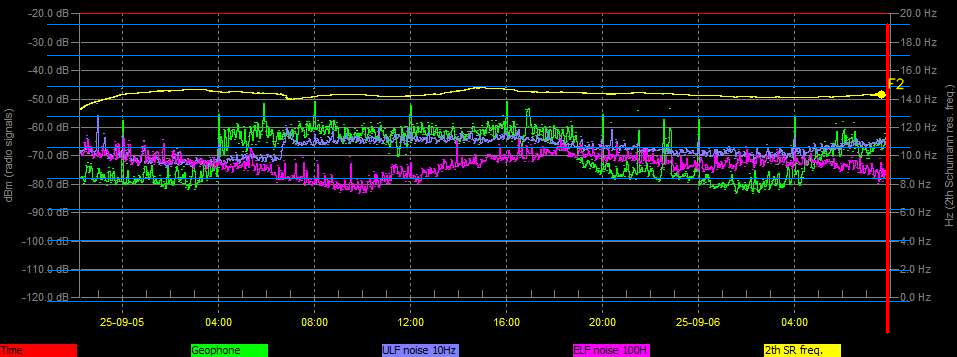 -20.0 dB
-30.0 dB
-40.0 dB
-50.0 dB
-60.0 dB
-70.0 dB
-80.0 dB
-90.0 dB
-100.0 dB
-110.0 dB
-120.0 dB
dBm (radio signals)
20.0 Hz
18.0 Hz
16.0 Hz
14.0 Hz
12.0 Hz
10.0 Hz
8.0 Hz
6.0 Hz
4.0 Hz
2.0 Hz
0.0 Hz
Hz (2th Schumann res. freq.)
F2
25-09-05 04:00 08:00 12:00 16:00 20:00 25-09-06 04:00
Time Geophone ULF noise 10Hz ELF noise 100H 2th SR freq.